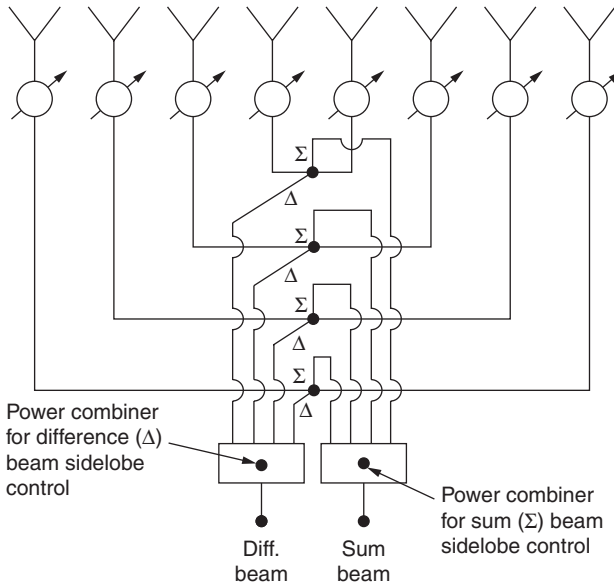 Σ
Δ
Σ
Δ
Σ
Δ
Σ
Δ
Power combiner
for difference (Δ)
beam sidelobe
control
Power combiner
for sum (Σ) beam
sidelobe control
Diff.
beam
Sum
beam